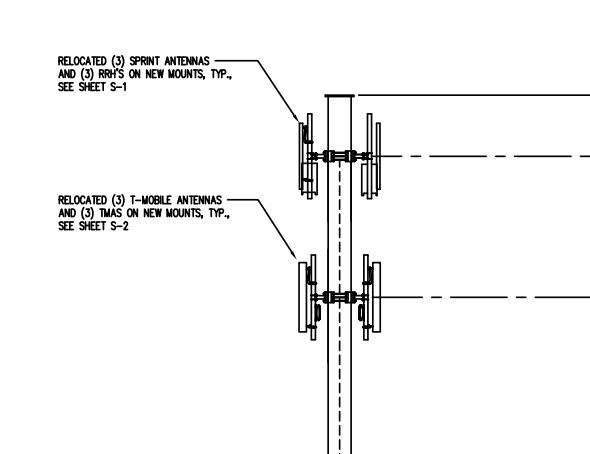 RELOCATED (3) SPRINT ANTENNAS
AND (3) RRH'S ON NEW MOUNTS, TYP.,
SEE SHEET S-1
RELOCATED (3) T-MOBILE ANTENNAS
AND (3) TMAS ON NEW MOUNTS, TYP.,
SEE SHEET S-2